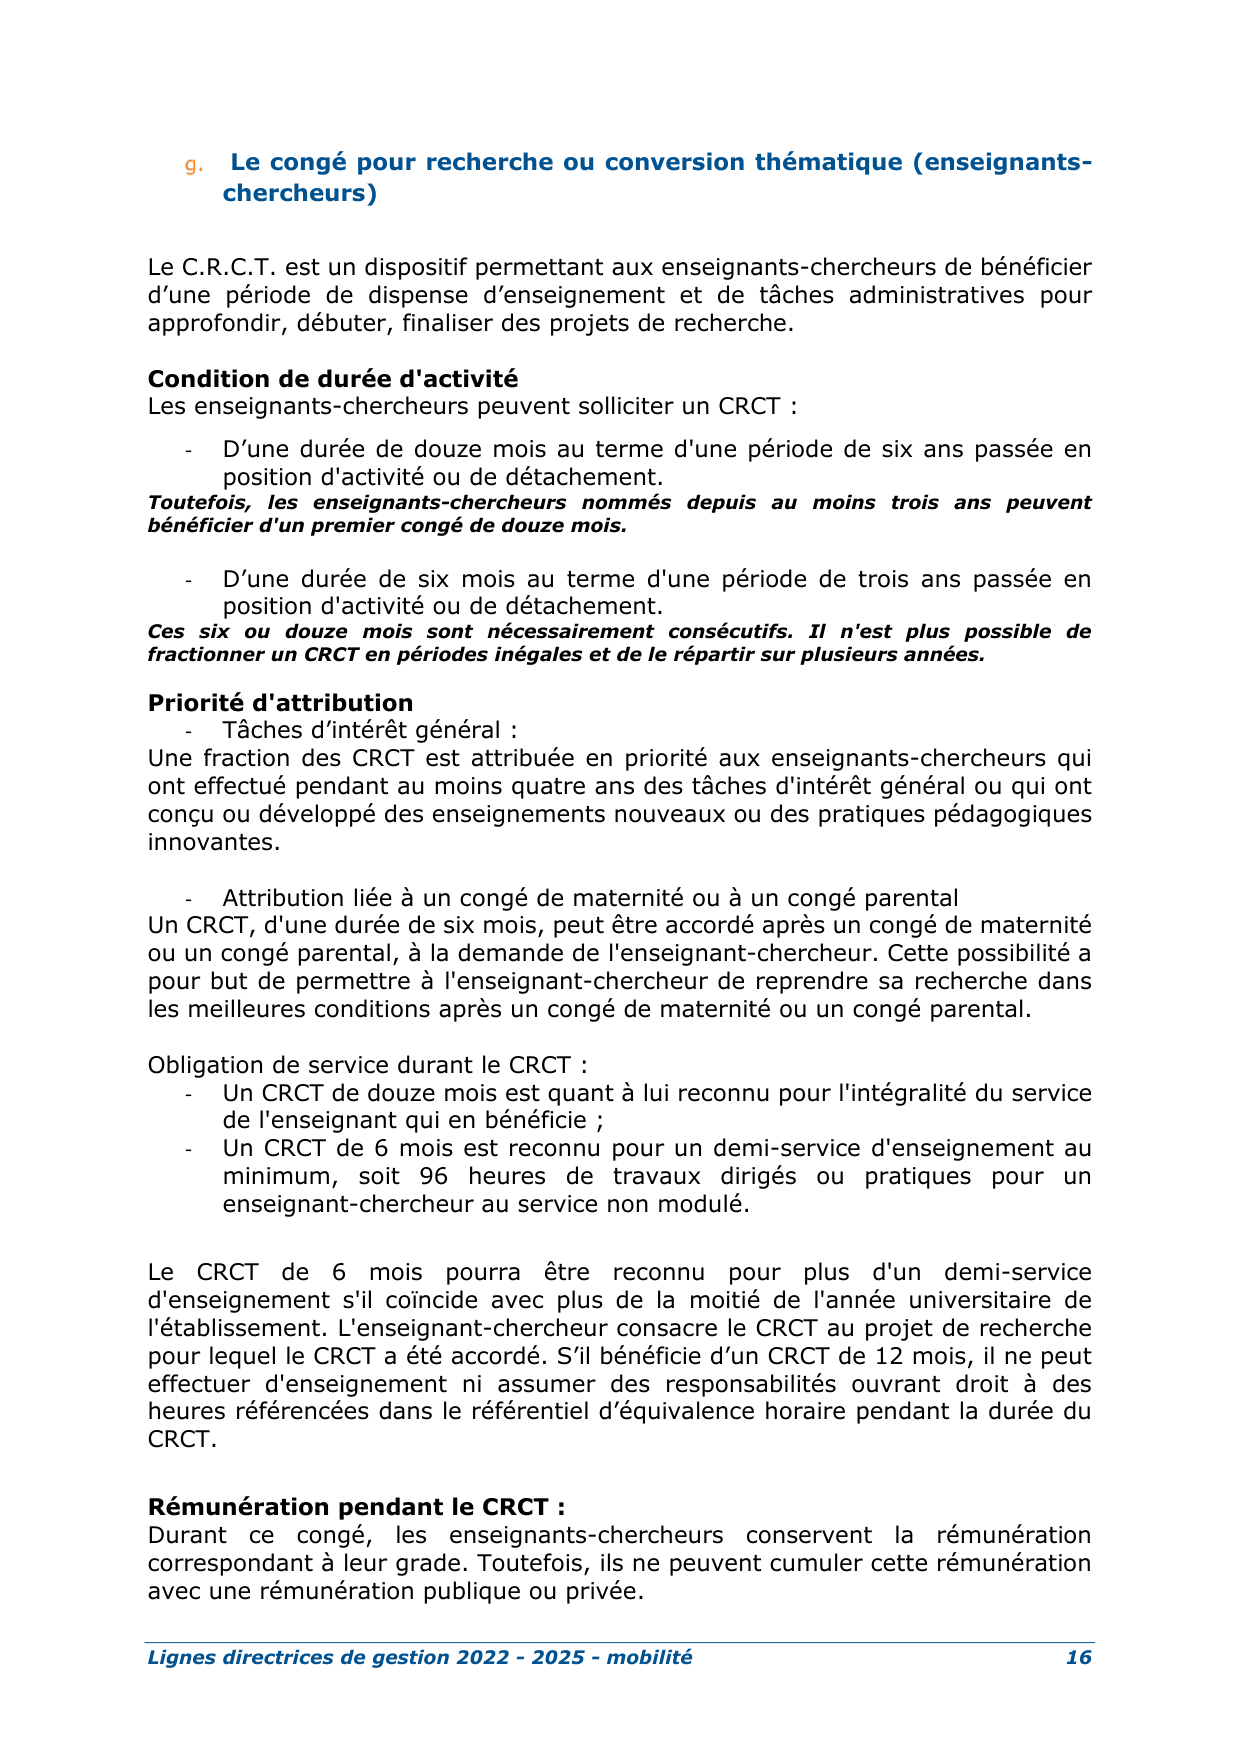 g. Le congé pour recherche ou conversion thématique (enseignants-
chercheurs)
Le C.R.C.T. est un dispositif permettant aux enseignants-chercheurs de bénéficier
d’une période de dispense d’enseignement et de tâches administratives pour
approfondir, débuter, finaliser des projets de recherche.
Condition de durée d'activité
Les enseignants-chercheurs peuvent solliciter un CRCT :
- D’une durée de douze mois au terme d'une période de six ans passée en
position d'activité ou de détachement.
Toutefois, les enseignants-chercheurs nommés depuis au moins trois ans peuvent
bénéficier d'un premier congé de douze mois.
- D’une durée de six mois au terme d'une période de trois ans passée en
position d'activité ou de détachement.
Ces six ou douze mois sont nécessairement consécutifs. Il n'est plus possible de
fractionner un CRCT en périodes inégales et de le répartir sur plusieurs années.
Priorité d'attribution
- Tâches d’intérêt général :
Une fraction des CRCT est attribuée en priorité aux enseignants-chercheurs qui
ont effectué pendant au moins quatre ans des tâches d'intérêt général ou qui ont
conçu ou développé des enseignements nouveaux ou des pratiques pédagogiques
innovantes.
- Attribution liée à un congé de maternité ou à un congé parental
Un CRCT, d'une durée de six mois, peut être accordé après un congé de maternité
ou un congé parental, à la demande de l'enseignant-chercheur. Cette possibilité a
pour but de permettre à l'enseignant-chercheur de reprendre sa recherche dans
les meilleures conditions après un congé de maternité ou un congé parental.
Obligation de service durant le CRCT :
- Un CRCT de douze mois est quant à lui reconnu pour l'intégralité du service
de l'enseignant qui en bénéficie ;
- Un CRCT de 6 mois est reconnu pour un demi-service d'enseignement au
minimum, soit 96 heures de travaux dirigés ou pratiques pour un
enseignant-chercheur au service non modulé.
Le CRCT de 6 mois pourra être reconnu pour plus d'un demi-service
d'enseignement s'il coïncide avec plus de la moitié de l'année universitaire de
l'établissement. L'enseignant-chercheur consacre le CRCT au projet de recherche
pour lequel le CRCT a été accordé. S’il bénéficie d’un CRCT de 12 mois, il ne peut
effectuer d'enseignement ni assumer des responsabilités ouvrant droit à des
heures référencées dans le référentiel d’équivalence horaire pendant la durée du
CRCT.
Rémunération pendant le CRCT :
Durant ce congé, les enseignants-chercheurs conservent la rémunération
correspondant à leur grade. Toutefois, ils ne peuvent cumuler cette rémunération
avec une rémunération publique ou privée.
Lignes directrices de gestion 2022 - 2025 - mobilité 16